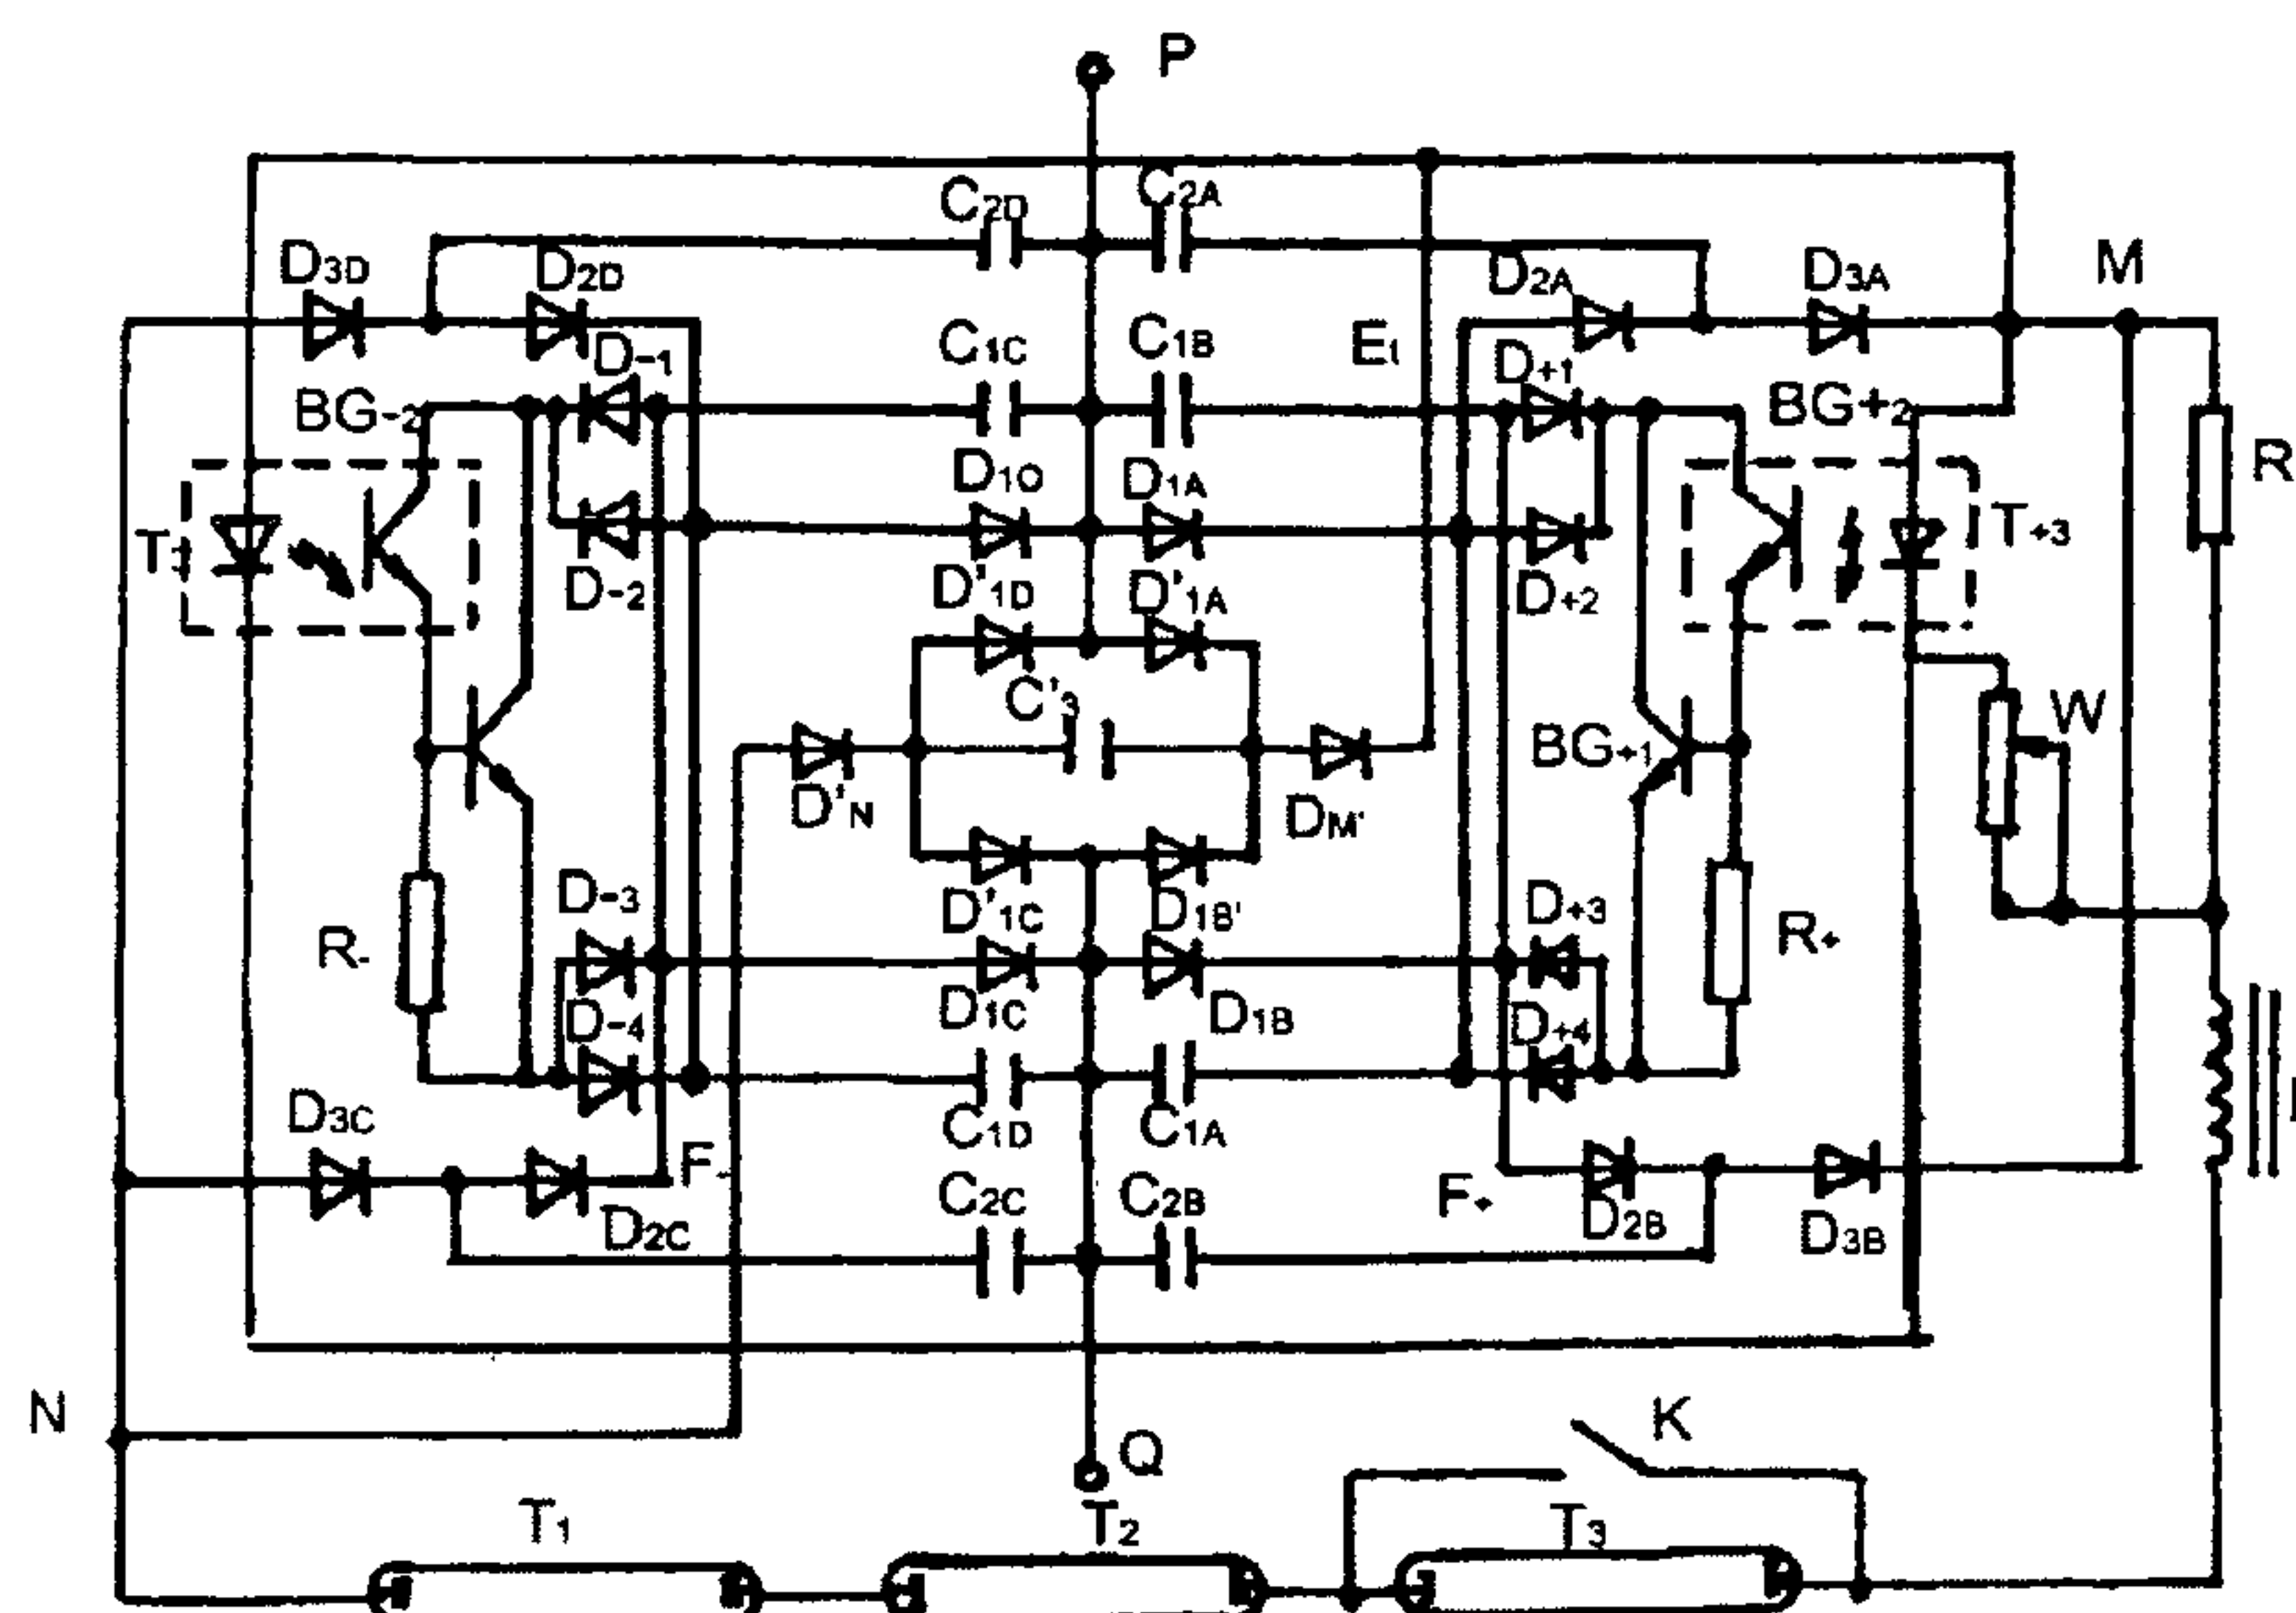 P
C2D
C2A
D3D
D2D
D2A
D3A
M
D-1
C1C
C1B
D+1
BG-2
BG+2
R
D1O
D1A
T+3
D-2
D'1D
D'1A
D+2
C'3
W
BG+1
D'N
DM'
D-3
D'1C
D1B'
D+3
R-
R+
D-4
D1C
D1B
D+4
D3C
C1D
C1A
F-
D2C
C2C
C2B
F+
D2B
D3B
N
K
Q
T1
T2
T3